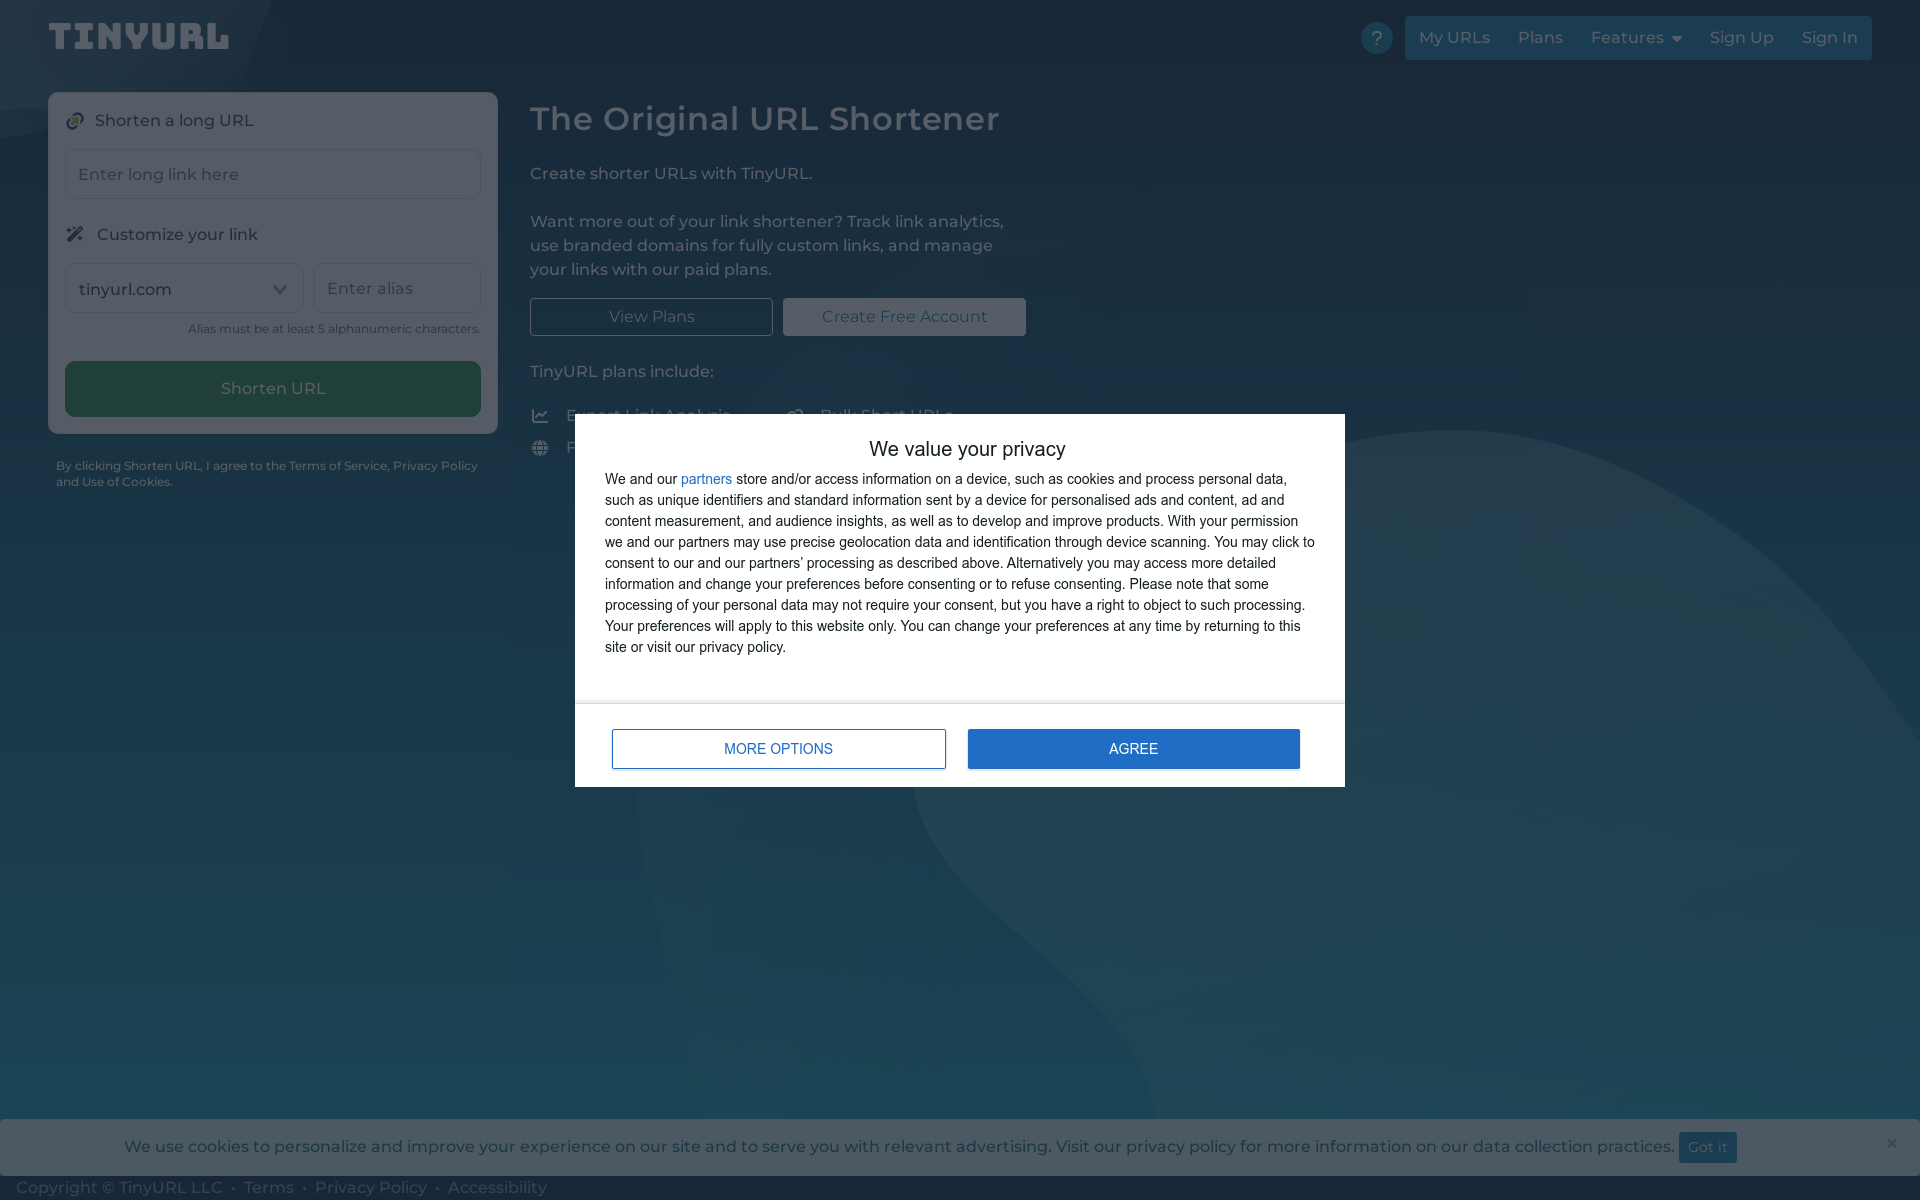 TINYURL
?
My URLs
Plans
Features
Sign Up
Sign In
Shorten a long URL
Enter long link here
Customize your link
tinyurl.com
Enter alias
Alias must be at least 5 alphanumeric characters.
Shorten URL
By clicking Shorten URL, I agree to the Terms of Service, Privacy Policy
and Use of Cookies.
The Original URL Shortener
Create shorter URLs with TinyURL.
Want more out of your link shortener? Track link analytics,
use branded domains for fully custom links, and manage
your links with our paid plans.
View Plans
Create Free Account
TinyURL plans include:
We value your privacy
We and our partners store and/or access information on a device, such as cookies and process personal data,
such as unique identifiers and standard information sent by a device for personalised ads and content, ad and
content measurement, and audience insights, as well as to develop and improve products. With your permission
we and our partners may use precise geolocation data and identification through device scanning. You may click to
consent to our and our partners’ processing as described above. Alternatively you may access more detailed
information and change your preferences before consenting or to refuse consenting. Please note that some
processing of your personal data may not require your consent, but you have a right to object to such processing.
Your preferences will apply to this website only. You can change your preferences at any time by returning to this
site or visit our privacy policy.
MORE OPTIONS
AGREE
We use cookies to personalize and improve your experience on our site and to serve you with relevant advertising. Visit our privacy policy for more information on our data collection practices.
Got it
×
Copyright © TinyURL LLC • Terms • Privacy Policy • Accessibility